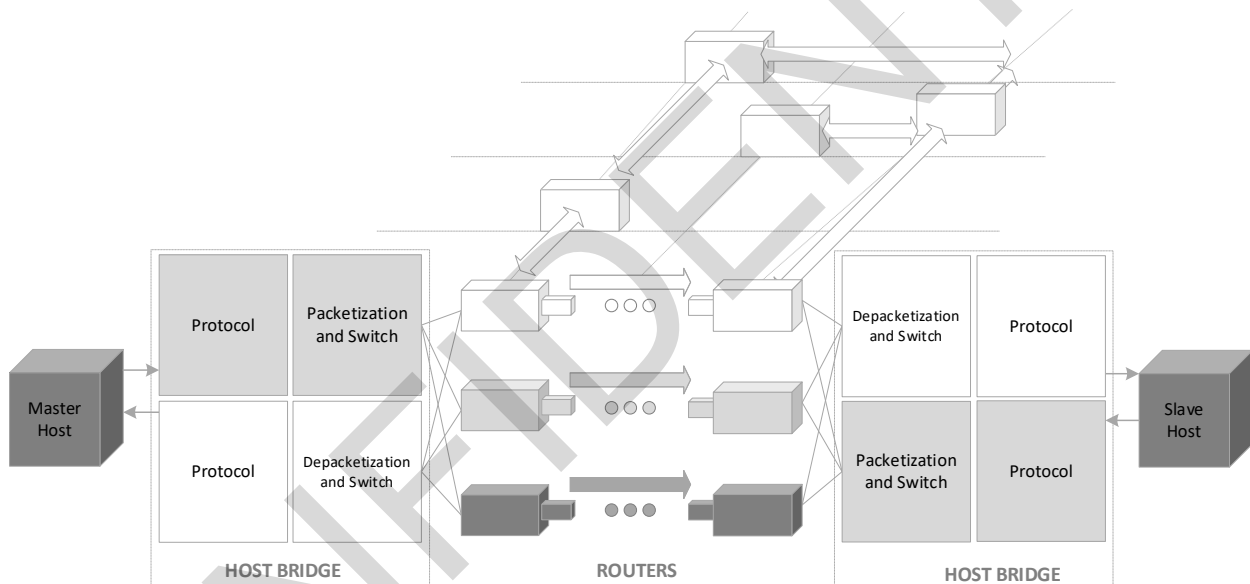 Protocol
Packetization
and Switch
Depacketization
and Switch
Protocol
Master
Host
Slave
Host
Protocol
Depacketization
and Switch
Packetization
and Switch
Protocol
HOST BRIDGE
ROUTERS
HOST BRIDGE